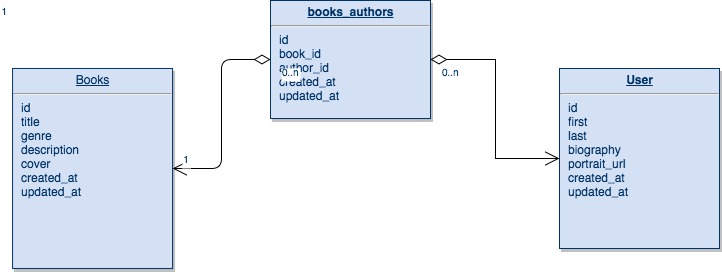 1
books_authors
id
book_id
author_id
0..n
created_at
updated_at
0..n
Books
id
title
genre
description
cover
created_at
updated_at
1
User
id
first
last
biography
portrait_url
created_at
updated_at